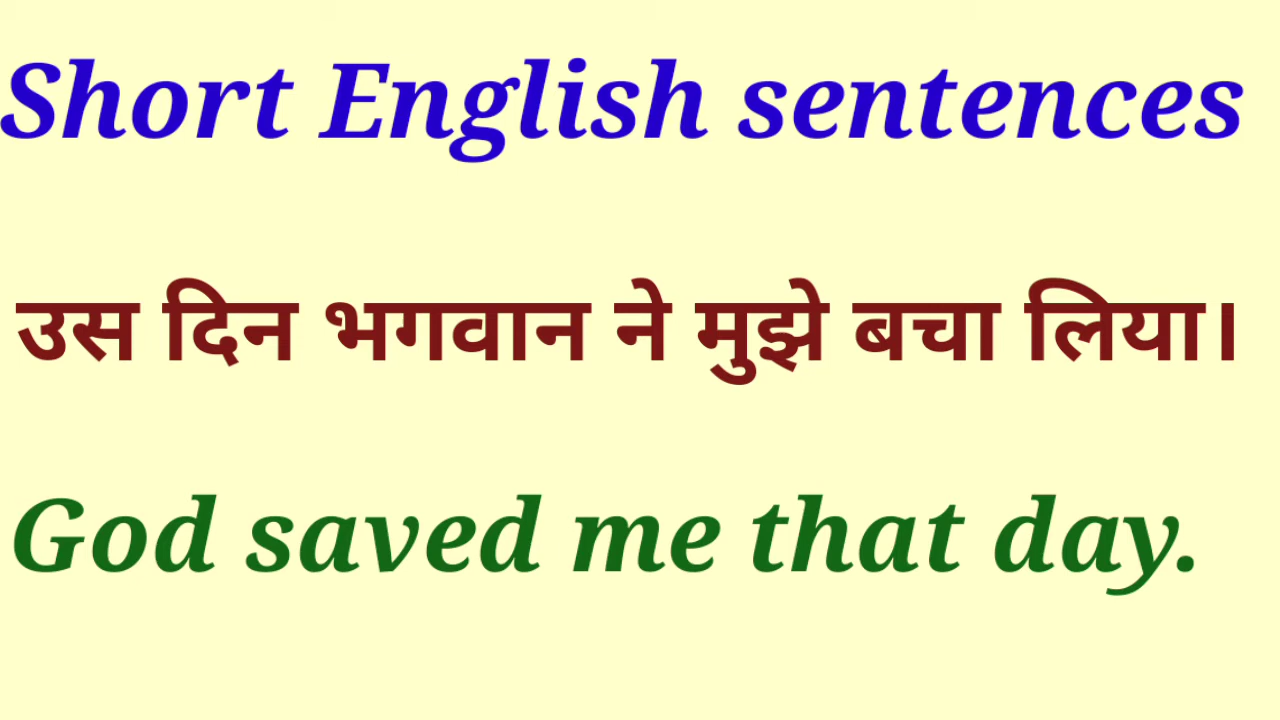 Short English sentences
उस दिन भगवान ने मुझे बचा लिया।
God saved me that day.